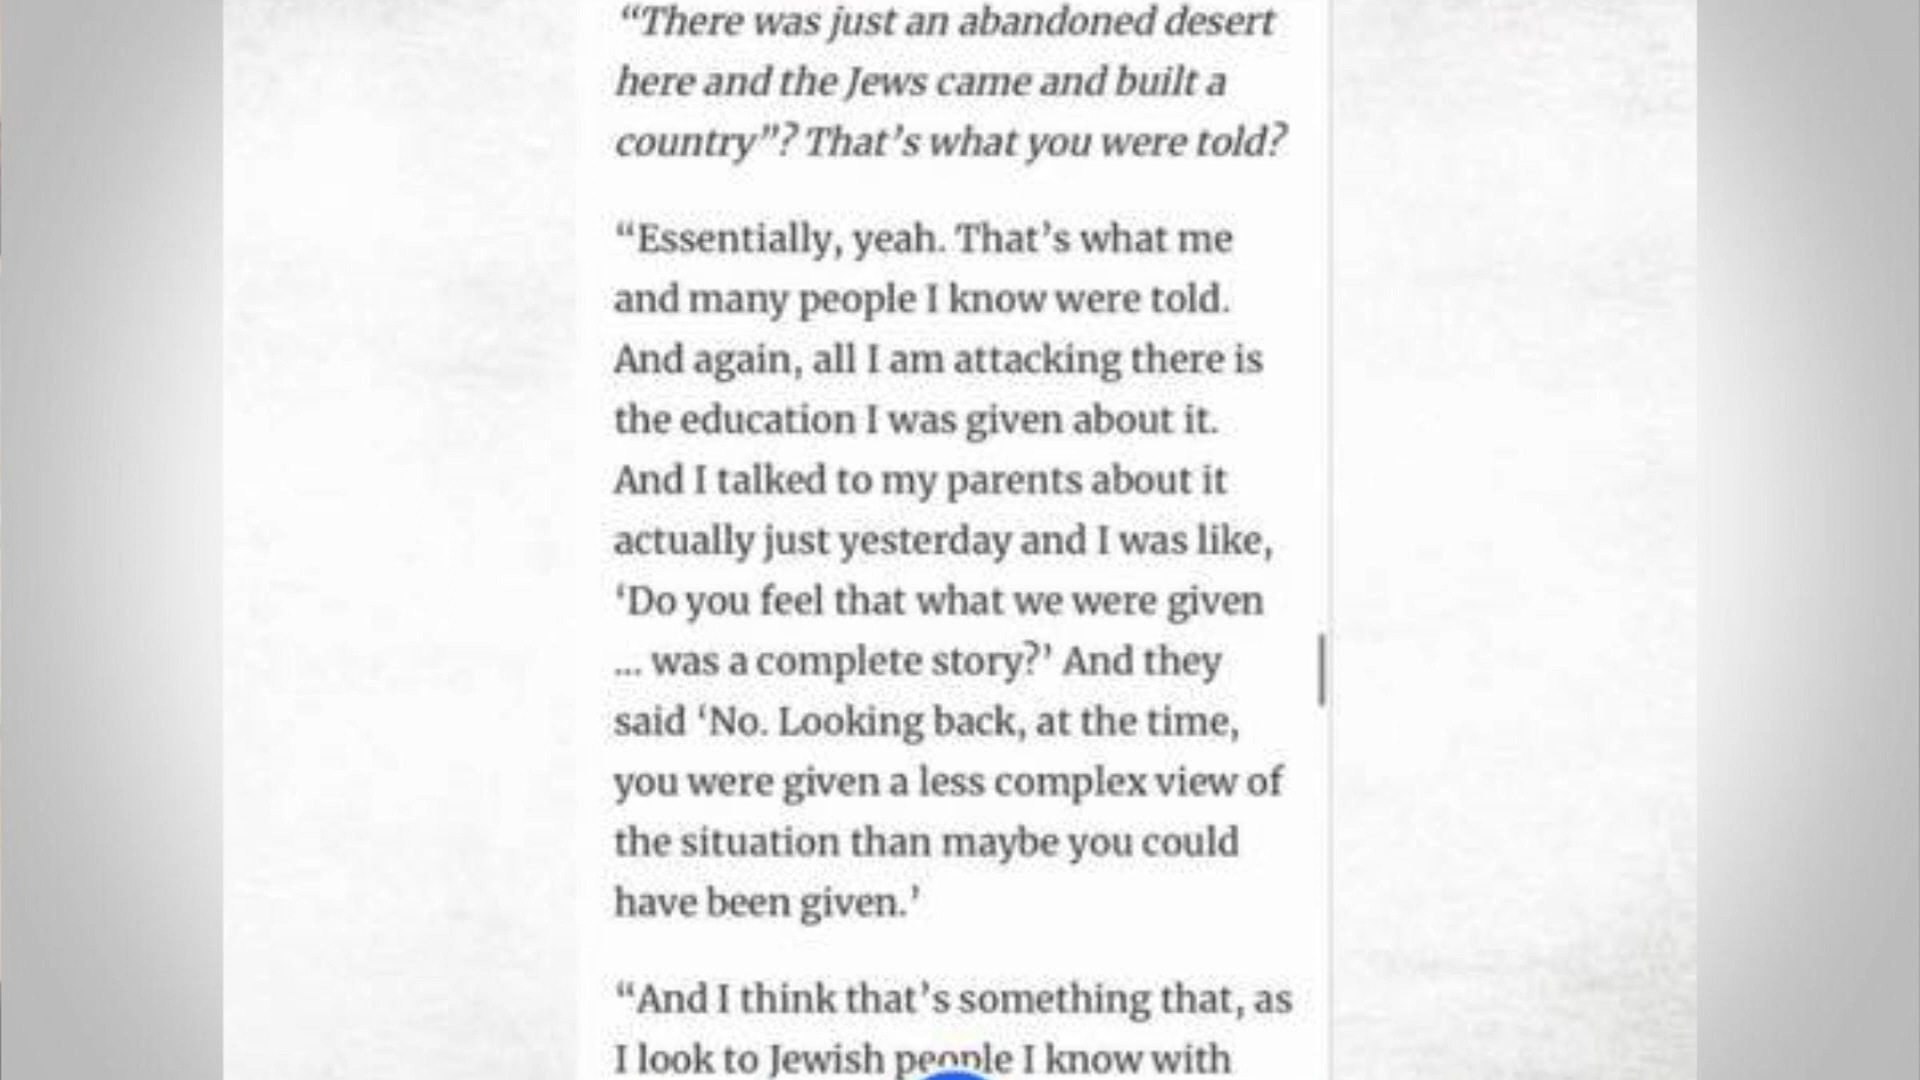 “There was just an abandoned desert
here and the Jews came and built a
country”? That’s what you were told?
“Essentially, yeah. That’s what me
and many people I know were told.
And again, all I am attacking there is
the education I was given about it.
And I talked to my parents about it
actually just yesterday and I was like,
‘Do you feel that what we were given
... was a complete story?’ And they
said ‘No. Looking back, at the time,
you were given a less complex view of
the situation than maybe you could
have been given.’
“And I think that’s something that, as
I look to Jewish people I know with